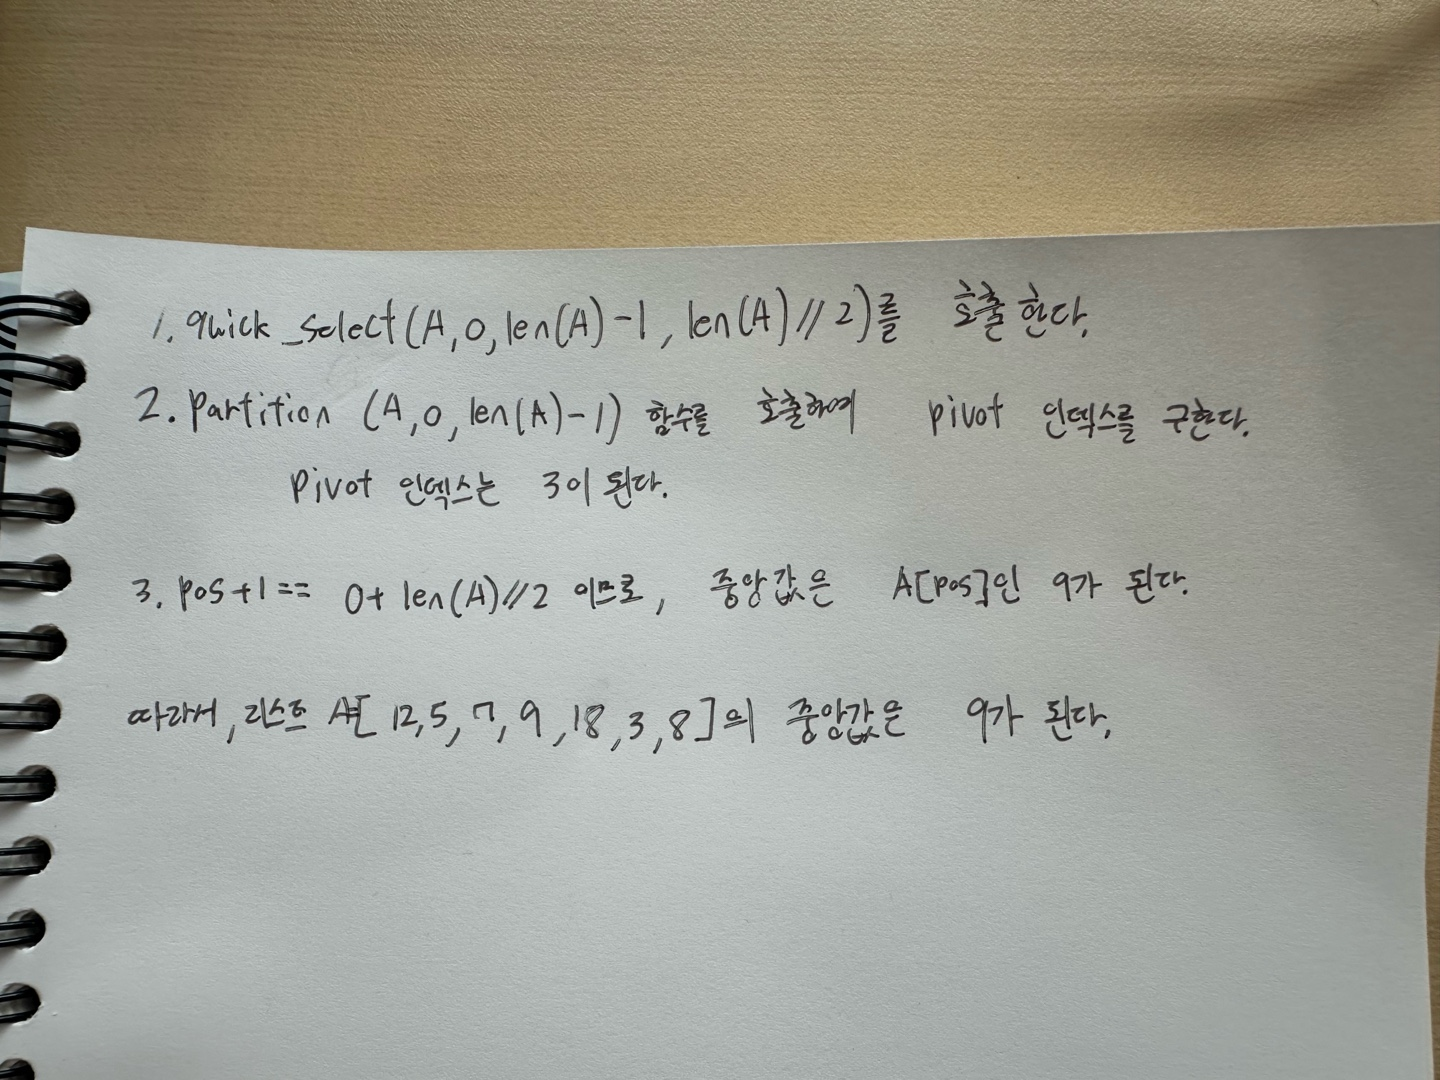 1. quick_select(A,0,len(A)-1, len(A)//2)를 호출한다.
2. Partition (A,0,len(A)-1) 함수를 호출하여 pivot 인덱스를 구한다.
pivot 인덱스는 3이 된다.
3. pos+1== 0+ len(A)//2 이므로, 중앙값은 A[pos]인 9가 된다.
따라서, 리스트 A=[12,5,7,9,18,3,8]의 중앙값은 9가 된다.